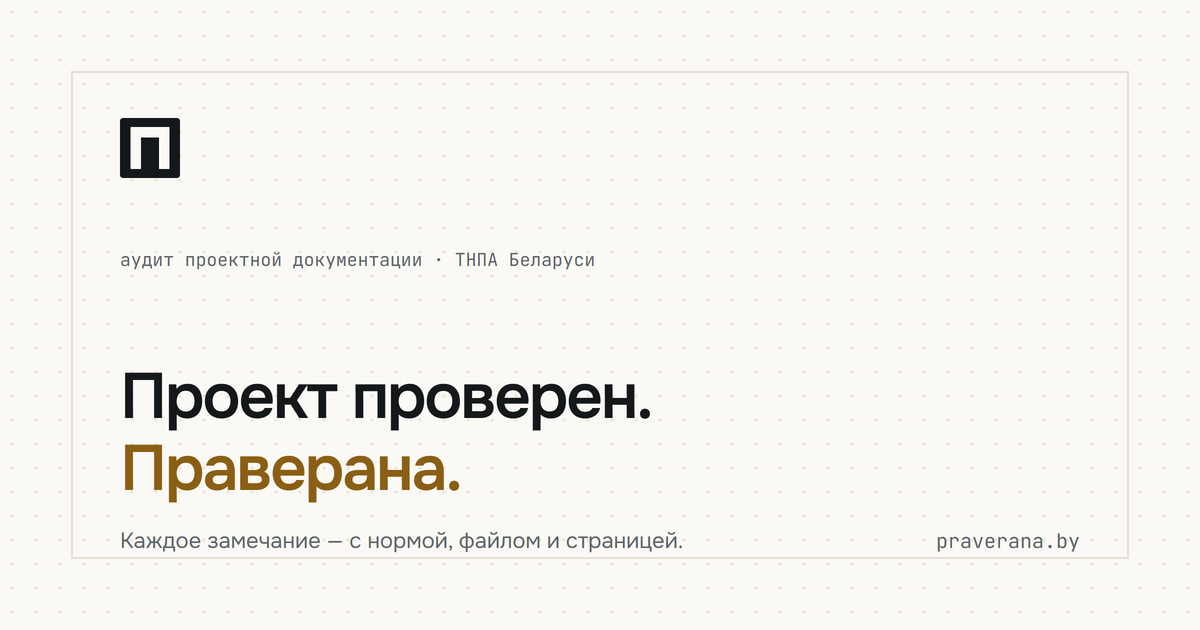 П
аудит проектной документации · ТНПА Беларуси
Проект проверен.
Праверана.
Каждое замечание — с нормой, файлом и страницей.
praverana.by